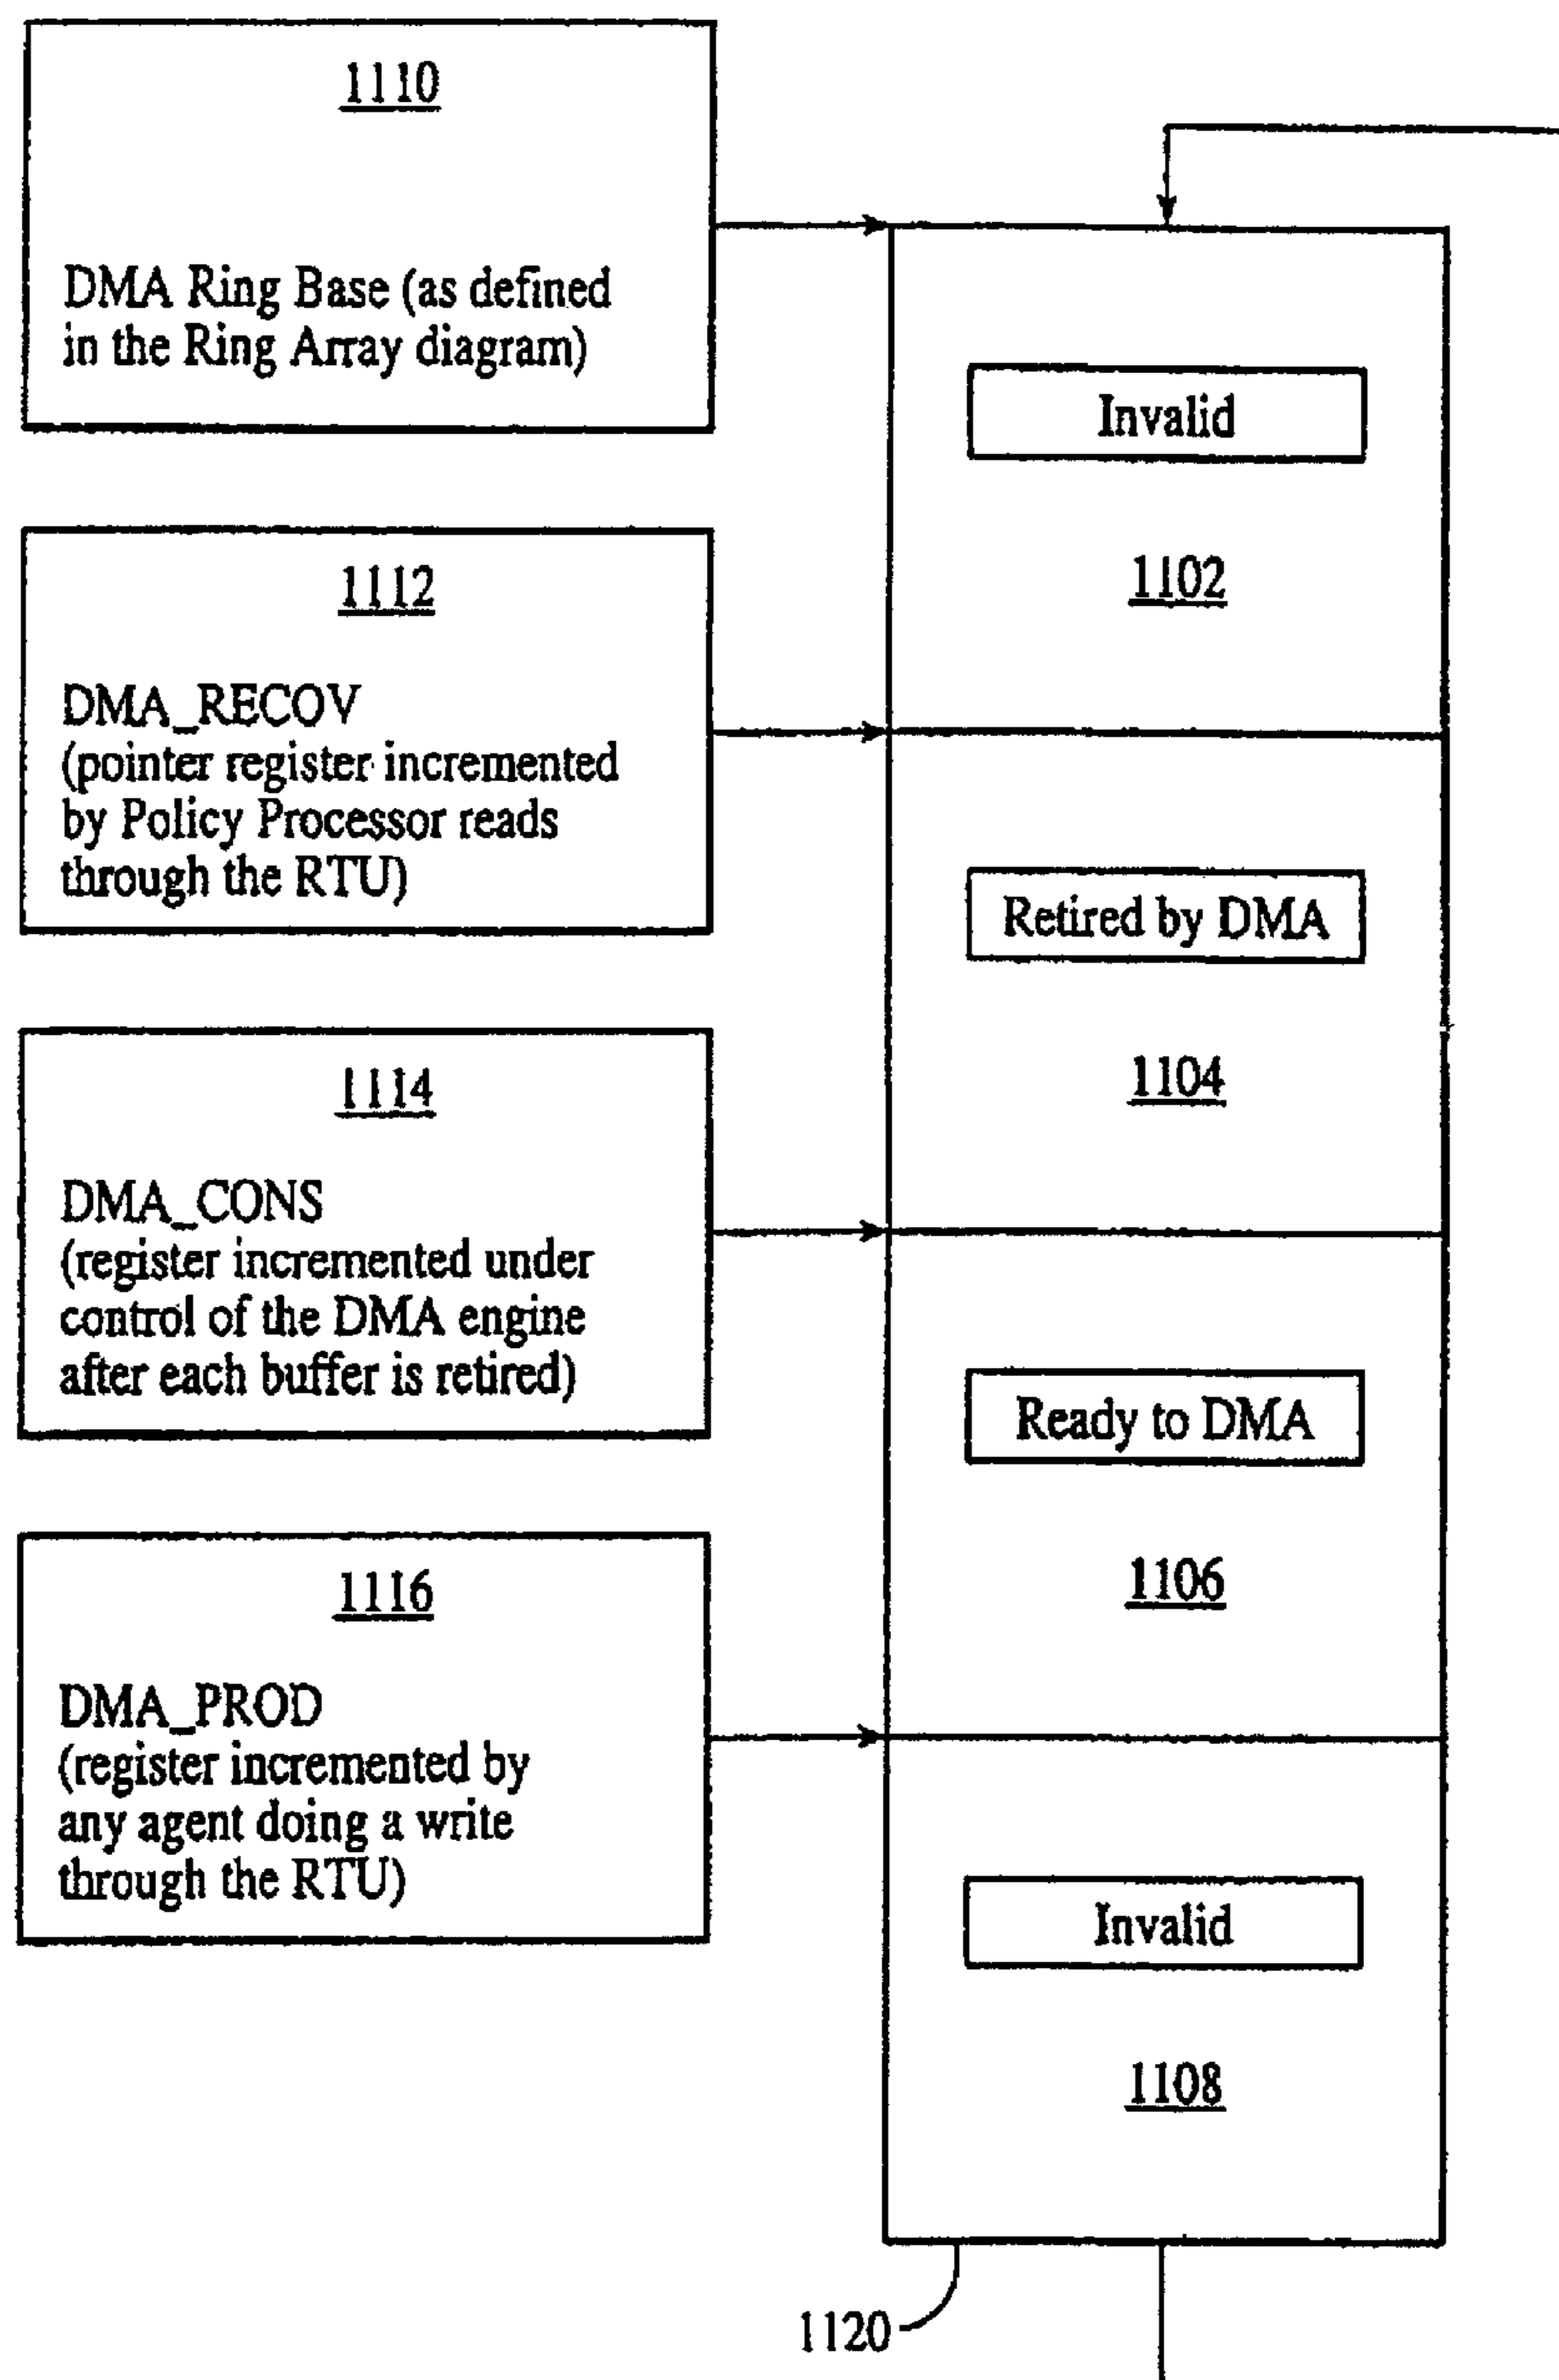 1110
DMA Ring Base (as defined
in the Ring Array diagram)
1112
DMA_RECOV
(pointer register incremented
by Policy Processor reads
through the RTU)
1114
DMA_CONS
(register incremented under
control of the DMA engine
after each buffer is retired)
1116
DMA_PROD
(register incremented by
any agent doing a write
through the RTU)
Invalid
1102
Retired by DMA
1104
Ready to DMA
1106
Invalid
1108
1120